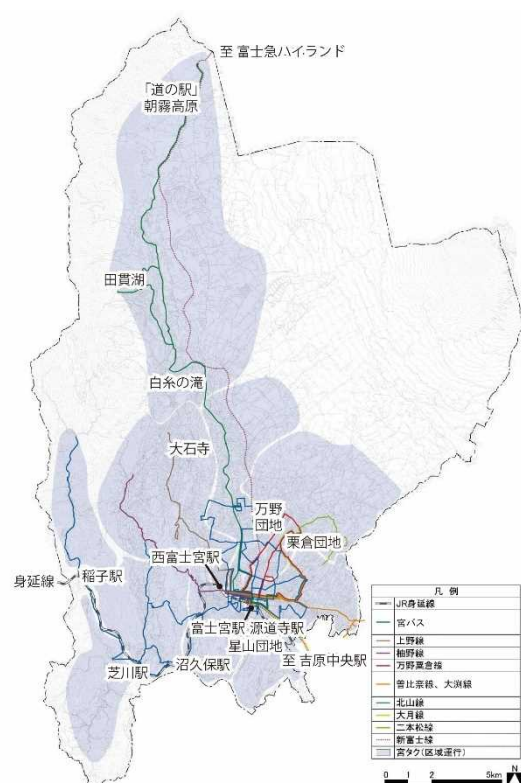 至 富士急ハイランド
「道の駅」
朝霧高原
田貫湖
白糸の滝
大石寺
万野
団地
粟倉団地
西富士宮駅
身延線
稲子駅
富士宮駅 源道寺駅
星山団地
芝川駅
沼久保駅
至 吉原中央駅
凡 例
JR身延線
宮バス
上野線
柚野線
万野粟倉線
曽比奈線、大渕線
北山線
大月線
二本松線
新富士線
宮タク(区域運行)
0 1 2 5km
N